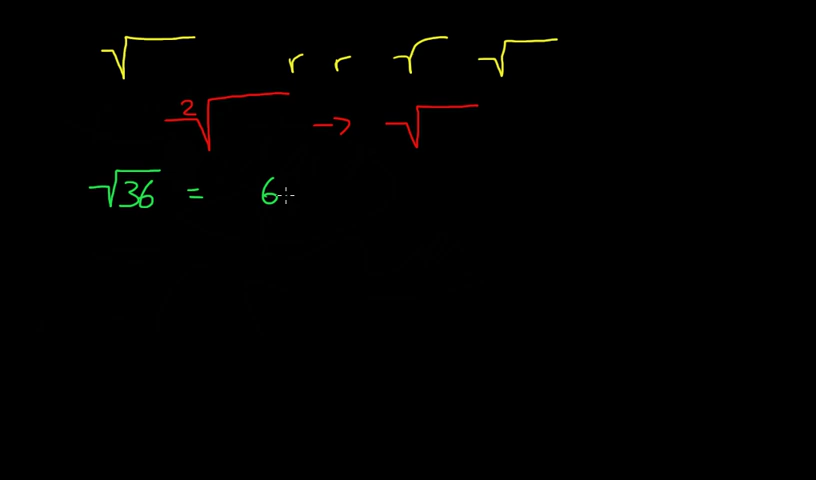 √ r r √ √
²√ → √
√36 = 6